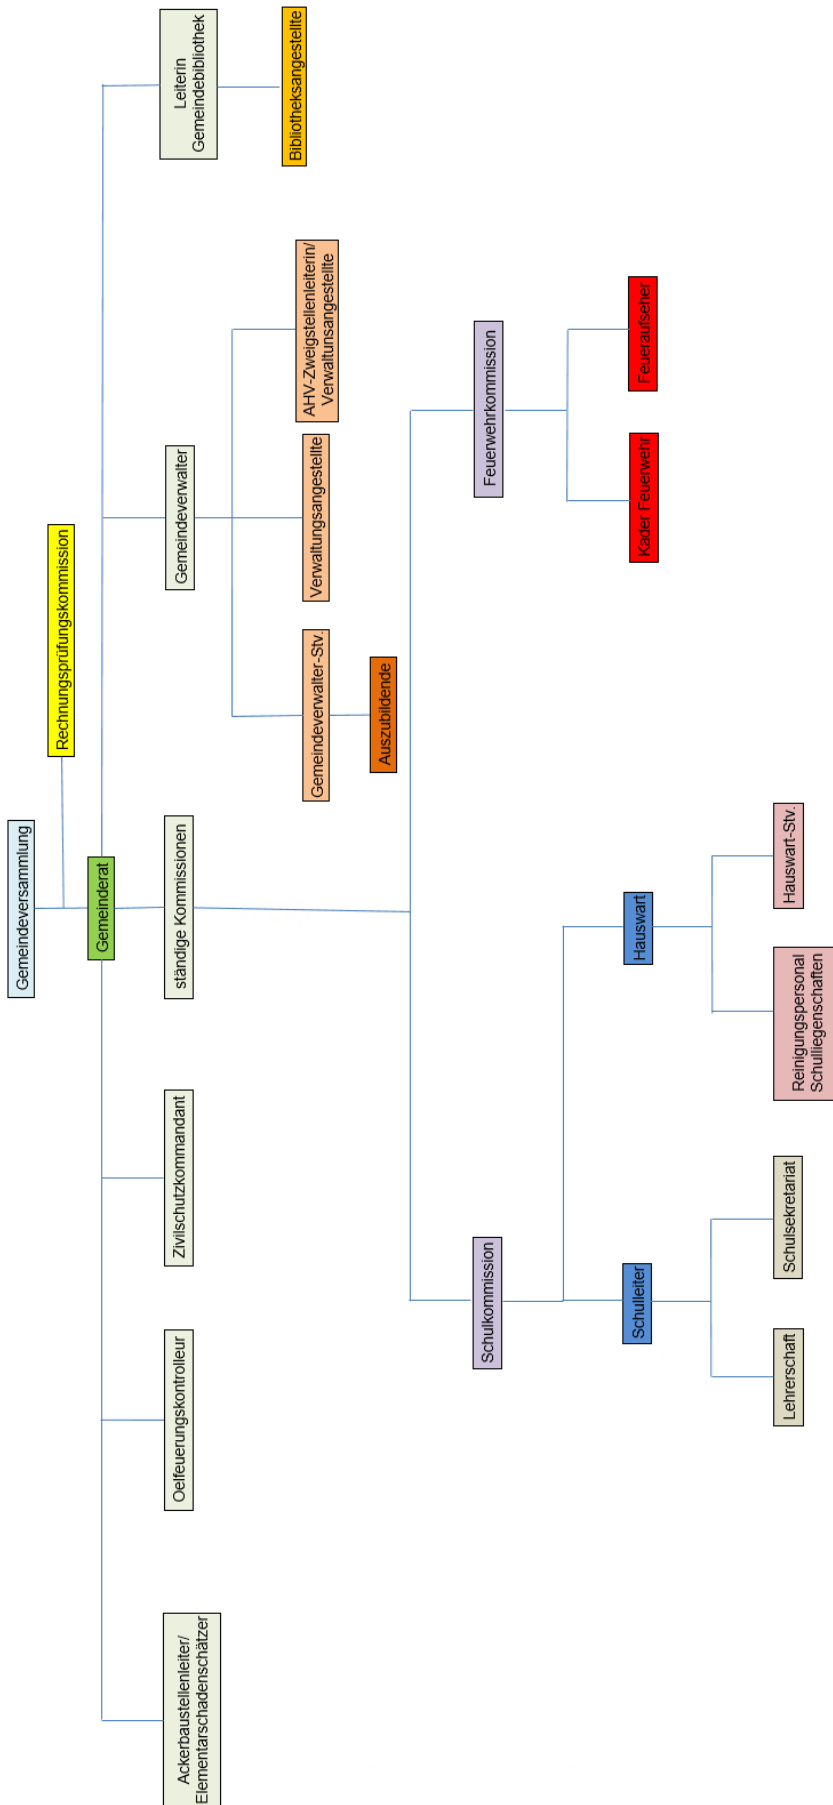 Gemeindeversammlung
Rechnungsprüfungskommission
Gemeinderat
Ackerbaustellenleiter/
Elementarschadenschätzer
Oelfeuerungskontrolleur
Zivilschutzkommandant
ständige Kommissionen
Gemeindeverwalter
Leiterin
Gemeindebibliothek
Gemeindeverwalter-Stv.
Verwaltungsangestellte
AHV-Zweigstellenleiterin/
Verwaltunsangestellte
Bibliotheksangestellte
Auszubildende
Schulkommission
Feuerwehrkommission
Schulleiter
Hauswart
Kader Feuerwehr
Feueraufseher
Lehrerschaft
Schulsekretariat
Reinigungspersonal
Schulliegenschaften
Hauswart-Stv.